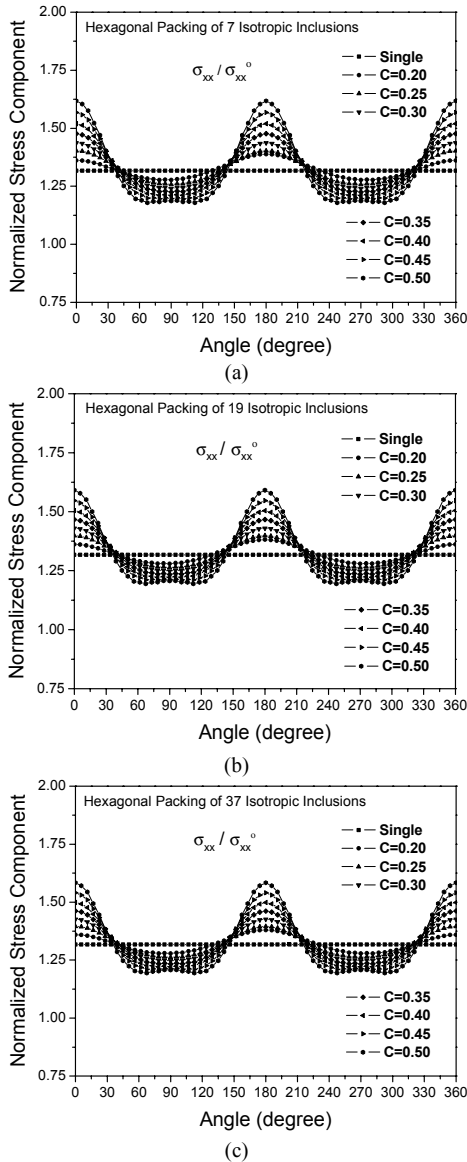 Hexagonal Packing of 7 Isotropic Inclusions
σxx / σxx°
Single
C=0.20
C=0.25
C=0.30
C=0.35
C=0.40
C=0.45
C=0.50
2.00
1.75
1.50
1.25
1.00
0.75
Normalized Stress Component
0 30 60 90 120 150 180 210 240 270 300 330 360
Angle (degree)
(a)
Hexagonal Packing of 19 Isotropic Inclusions
σxx / σxx°
Single
C=0.20
C=0.25
C=0.30
C=0.35
C=0.40
C=0.45
C=0.50
2.00
1.75
1.50
1.25
1.00
0.75
Normalized Stress Component
0 30 60 90 120 150 180 210 240 270 300 330 360
Angle (degree)
(b)
Hexagonal Packing of 37 Isotropic Inclusions
σxx / σxx°
Single
C=0.20
C=0.25
C=0.30
C=0.35
C=0.40
C=0.45
C=0.50
2.00
1.75
1.50
1.25
1.00
0.75
Normalized Stress Component
0 30 60 90 120 150 180 210 240 270 300 330 360
Angle (degree)
(c)